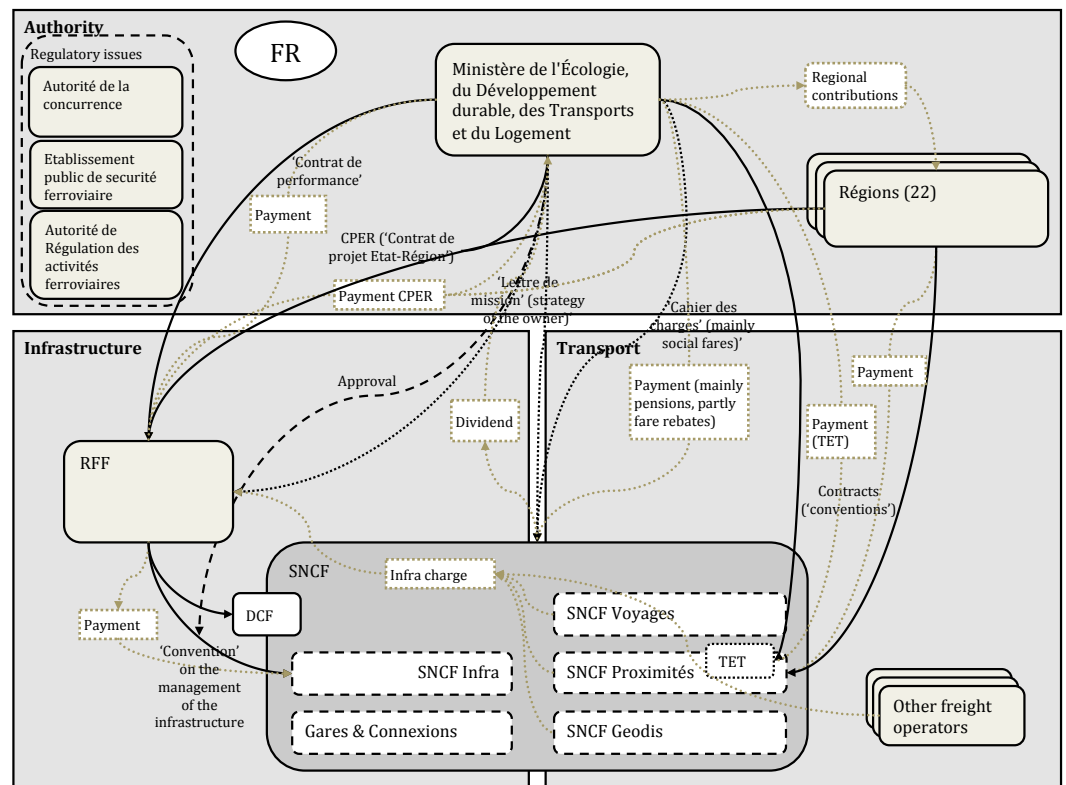 Authority
Regulatory issues
Autorité de la
concurrence
Etablissement
public de securité
ferroviaire
Autorité de
Régulation des
activités
ferroviaires
FR
Ministère de l'Écologie,
du Développement
durable, des Transports
et du Logement
Regional
contributions
Régions (22)
‘Contrat de
performance’
Payment
CPER (‘Contrat de
projet Etat-Région’)
Payment CPER
‘Lettre de
mission’ (strategy
of the owner)’
‘Cahier des
charges’ (mainly
social fares)’
Infrastructure
Transport
Approval
Dividend
Payment (mainly
pensions, partly
fare rebates)
Payment
Payment
(TET)
Contracts
(‘conventions’)
RFF
SNCF
Infra charge
DCF
Payment
‘Convention’
on the
management
of the
infrastructure
SNCF Voyages
SNCF Infra
SNCF Proximités
TET
Gares & Connexions
SNCF Geodis
Other freight
operators